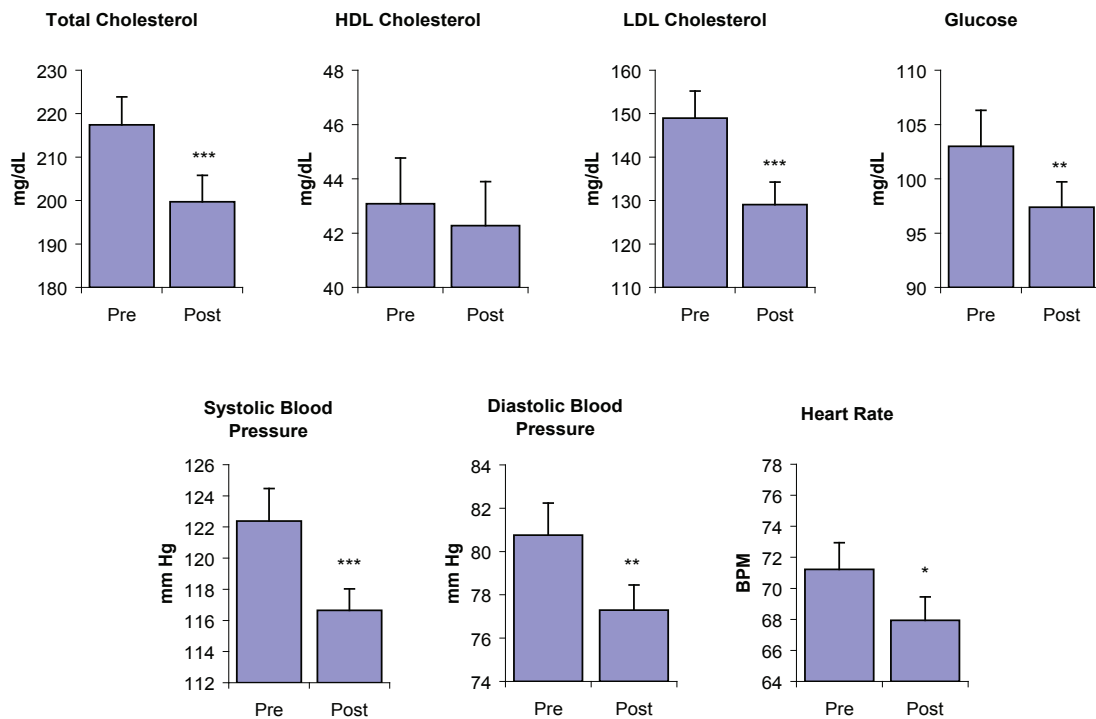 Total Cholesterol
HDL Cholesterol
LDL Cholesterol
Glucose
230
220
210
200
190
180
mg/dL
***
Pre
Post
48
46
44
42
40
mg/dL
Pre
Post
160
150
140
130
120
110
mg/dL
***
Pre
Post
110
105
100
95
90
mg/dL
**
Pre
Post
Systolic Blood
Pressure
Diastolic Blood
Pressure
Heart Rate
126
124
122
120
118
116
114
112
mm Hg
***
Pre
Post
84
82
80
78
76
74
mm Hg
**
Pre
Post
78
76
74
72
70
68
66
64
BPM
*
Pre
Post